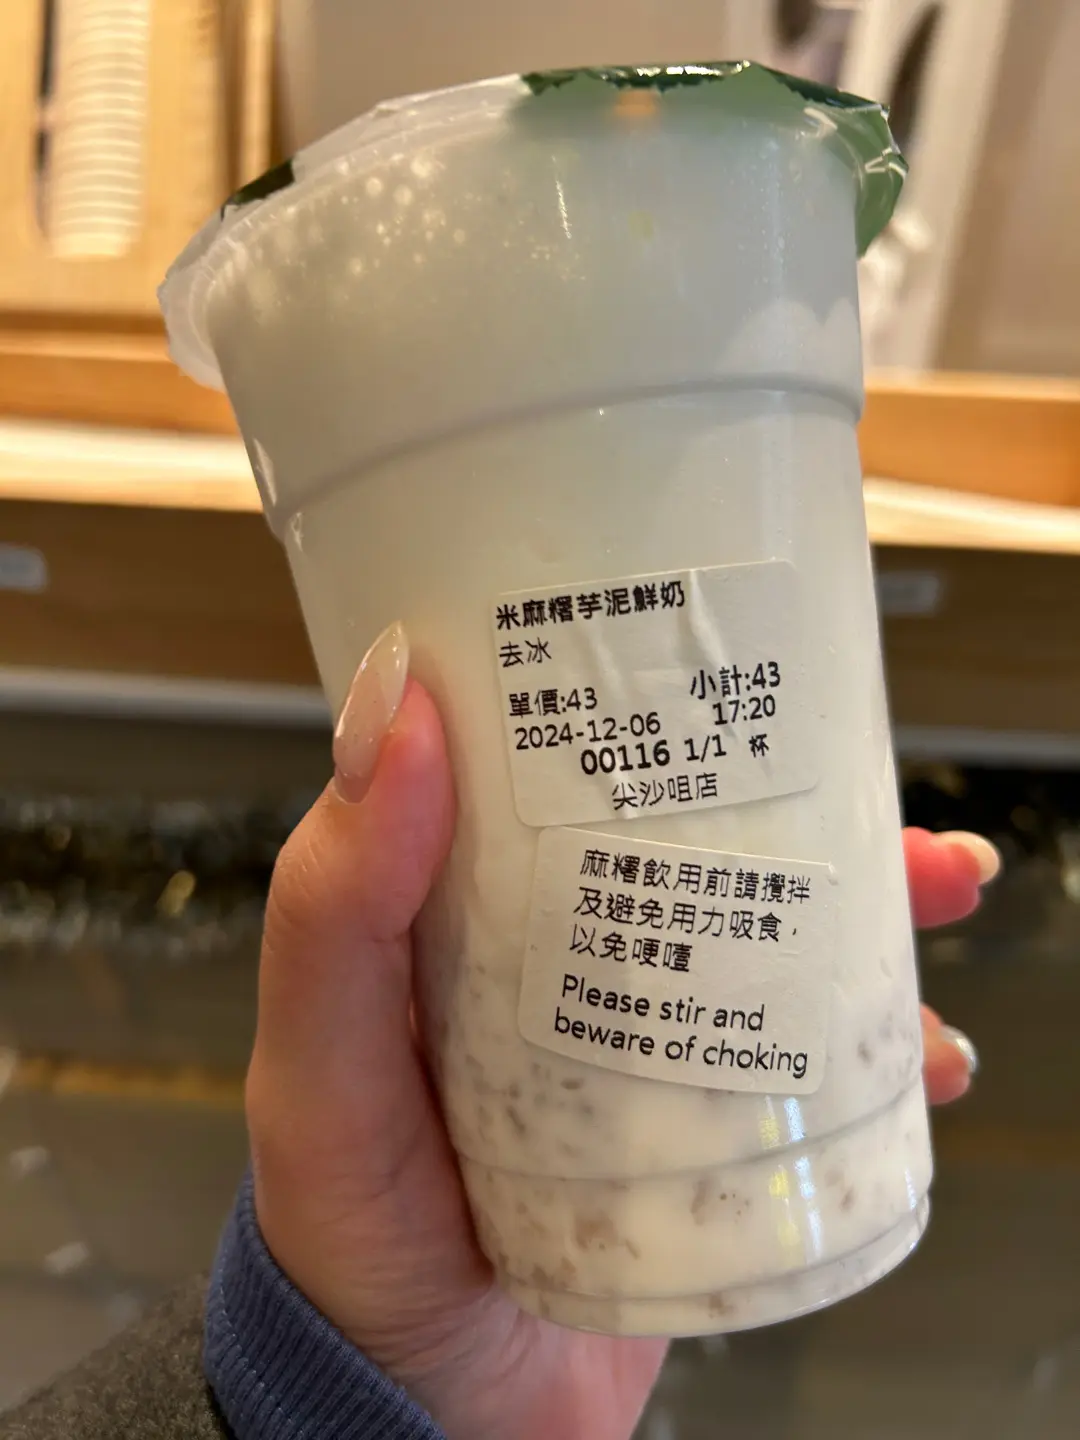 米麻糬芋泥鮮奶
去冰
單價:43 小計:43
2024-12-06 17:20
00116 1/1 杯
尖沙咀店
麻糬飲用前請攪拌
及避免用力吸食，
以免哽噎
Please stir and
beware of choking